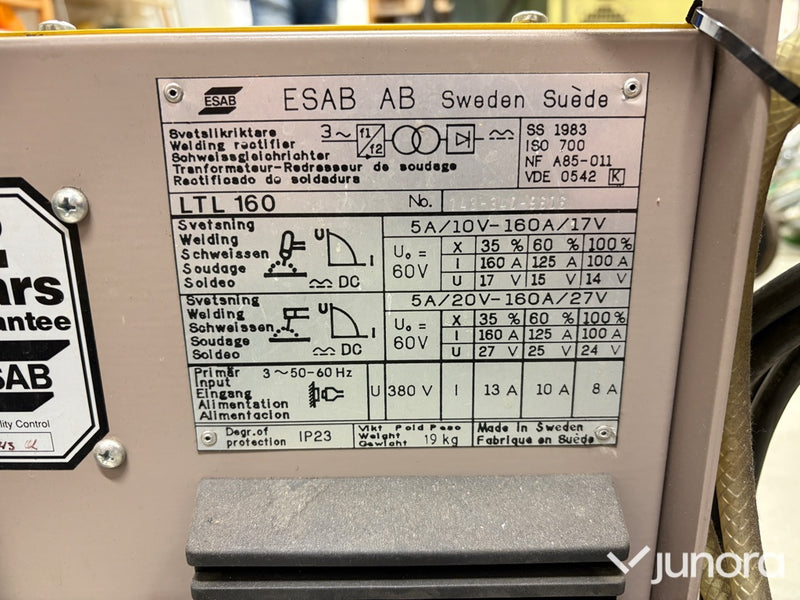 ESAB ESAB AB Sweden Suède
Svetslikriktare
Welding rectifier
Schweissgleichrichter
Tranformateur-Redresseur de soudage
Rectificado de soldadura
3~ f1 f2
SS 1983
ISO 700
NF A85-011
VDE 0542 K
LTL 160 No.
Svetsning
Welding
Schweissen
Soudage
Soldeo
U I DC
U₀ = 60V
5A/10V-160A/17V
X 35 % 60 % 100 %
I 160 A 125 A 100 A
U 17 V 15 V 14 V
Svetsning
Welding
Schweissen
Soudage
Soldeo
U I DC
U₀ = 60V
5A/20V-160A/27V
X 35 % 60 % 100 %
I 160 A 125 A 100 A
U 27 V 25 V 24 V
Primär 3~50-60 Hz
Input
Eingang
Alimentation
Alimentacion
U 380 V I 13 A 10 A 8 A
Degr.of
protection IP23
Vikt Poid Peso
Weight
Gewicht 19 kg
Made in Sweden
Fabriqué en Suède
ars
antee
SAB
lity Control
junora